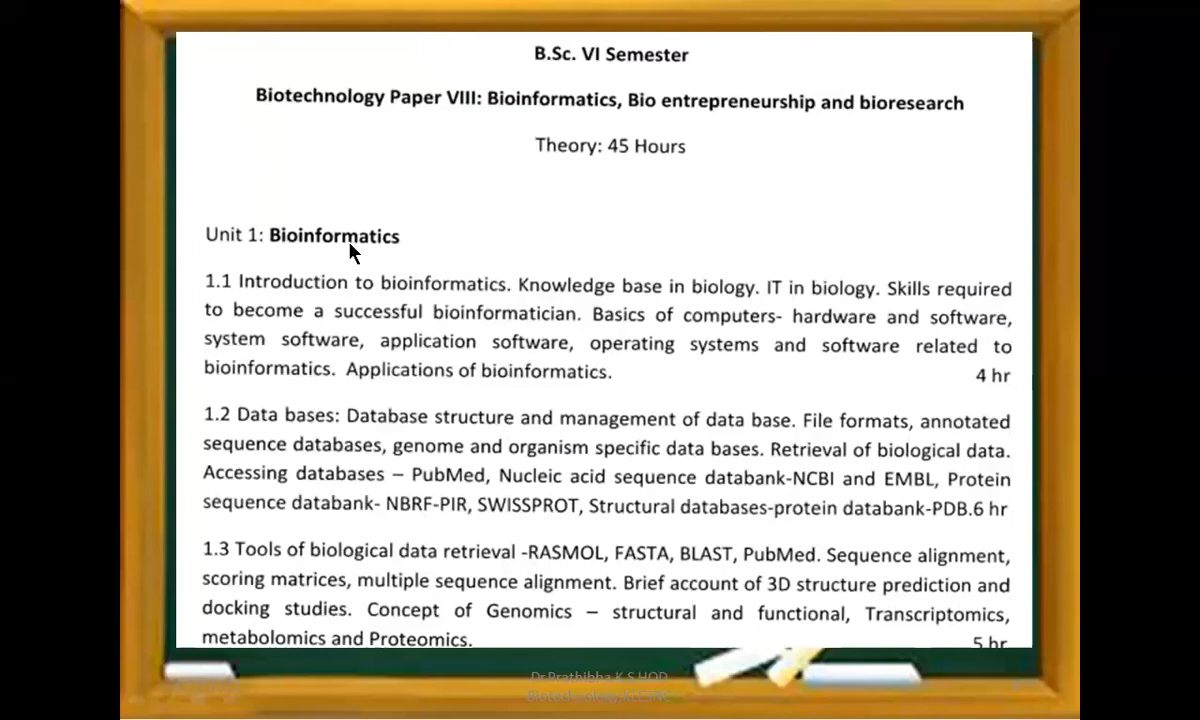 B.Sc. VI Semester
Biotechnology Paper VIII: Bioinformatics, Bio entrepreneurship and bioresearch
Theory: 45 Hours
Unit 1: Bioinformatics
1.1 Introduction to bioinformatics. Knowledge base in biology. IT in biology. Skills required
to become a successful bioinformatician. Basics of computers- hardware and software,
system software, application software, operating systems and software related to
bioinformatics. Applications of bioinformatics. 4 hr
1.2 Data bases: Database structure and management of data base. File formats, annotated
sequence databases, genome and organism specific data bases. Retrieval of biological data.
Accessing databases – PubMed, Nucleic acid sequence databank-NCBI and EMBL, Protein
sequence databank- NBRF-PIR, SWISSPROT, Structural databases-protein databank-PDB.6 hr
1.3 Tools of biological data retrieval -RASMOL, FASTA, BLAST, PubMed. Sequence alignment,
scoring matrices, multiple sequence alignment. Brief account of 3D structure prediction and
docking studies. Concept of Genomics – structural and functional, Transcriptomics,
metabolomics and Proteomics. 5 hr
Dr.Prathibha K S HOD